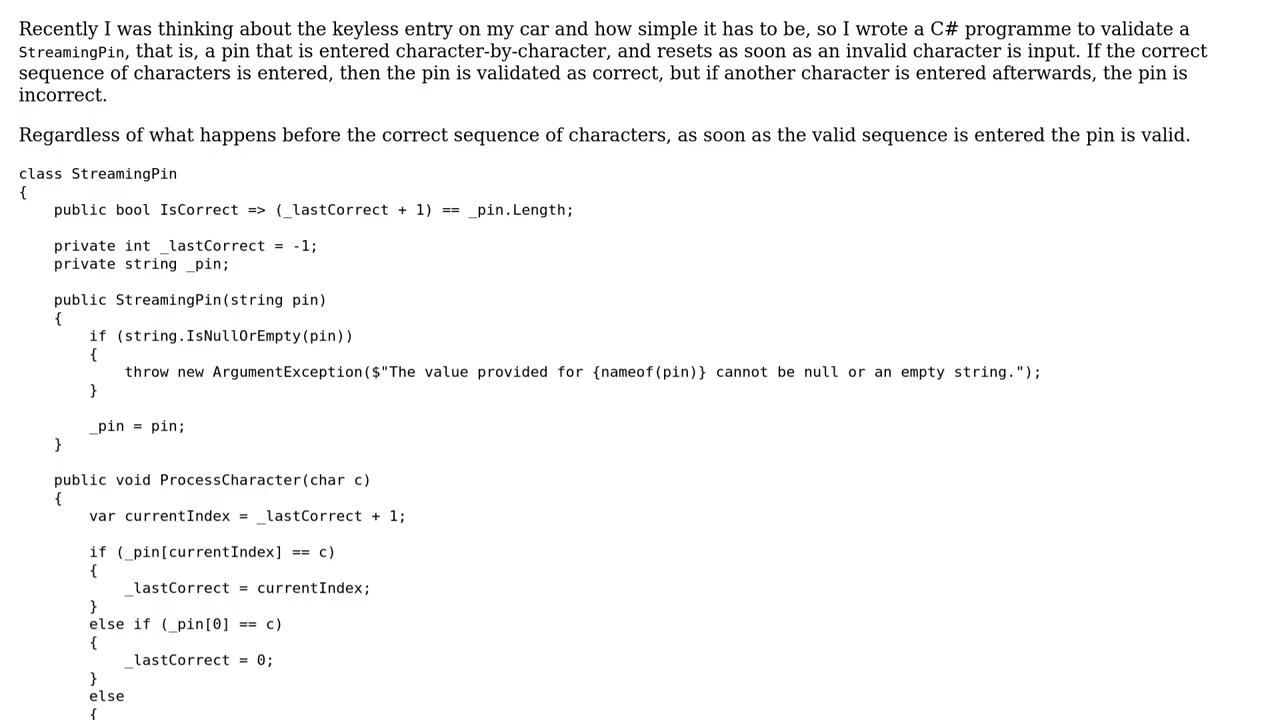 Recently I was thinking about the keyless entry on my car and how simple it has to be, so I wrote a C# programme to validate a
StreamingPin, that is, a pin that is entered character-by-character, and resets as soon as an invalid character is input. If the correct
sequence of characters is entered, then the pin is validated as correct, but if another character is entered afterwards, the pin is
incorrect.
Regardless of what happens before the correct sequence of characters, as soon as the valid sequence is entered the pin is valid.
class StreamingPin
{
    public bool IsCorrect => (_lastCorrect + 1) == _pin.Length;
    private int _lastCorrect = -1;
    private string _pin;
    public StreamingPin(string pin)
    {
        if (string.IsNullOrEmpty(pin))
        {
            throw new ArgumentException($"The value provided for {nameof(pin)} cannot be null or an empty string.");
        }
        _pin = pin;
    }
    public void ProcessCharacter(char c)
    {
        var currentIndex = _lastCorrect + 1;
        if (_pin[currentIndex] == c)
        {
            _lastCorrect = currentIndex;
        }
        else if (_pin[0] == c)
        {
            _lastCorrect = 0;
        }
        else
        {